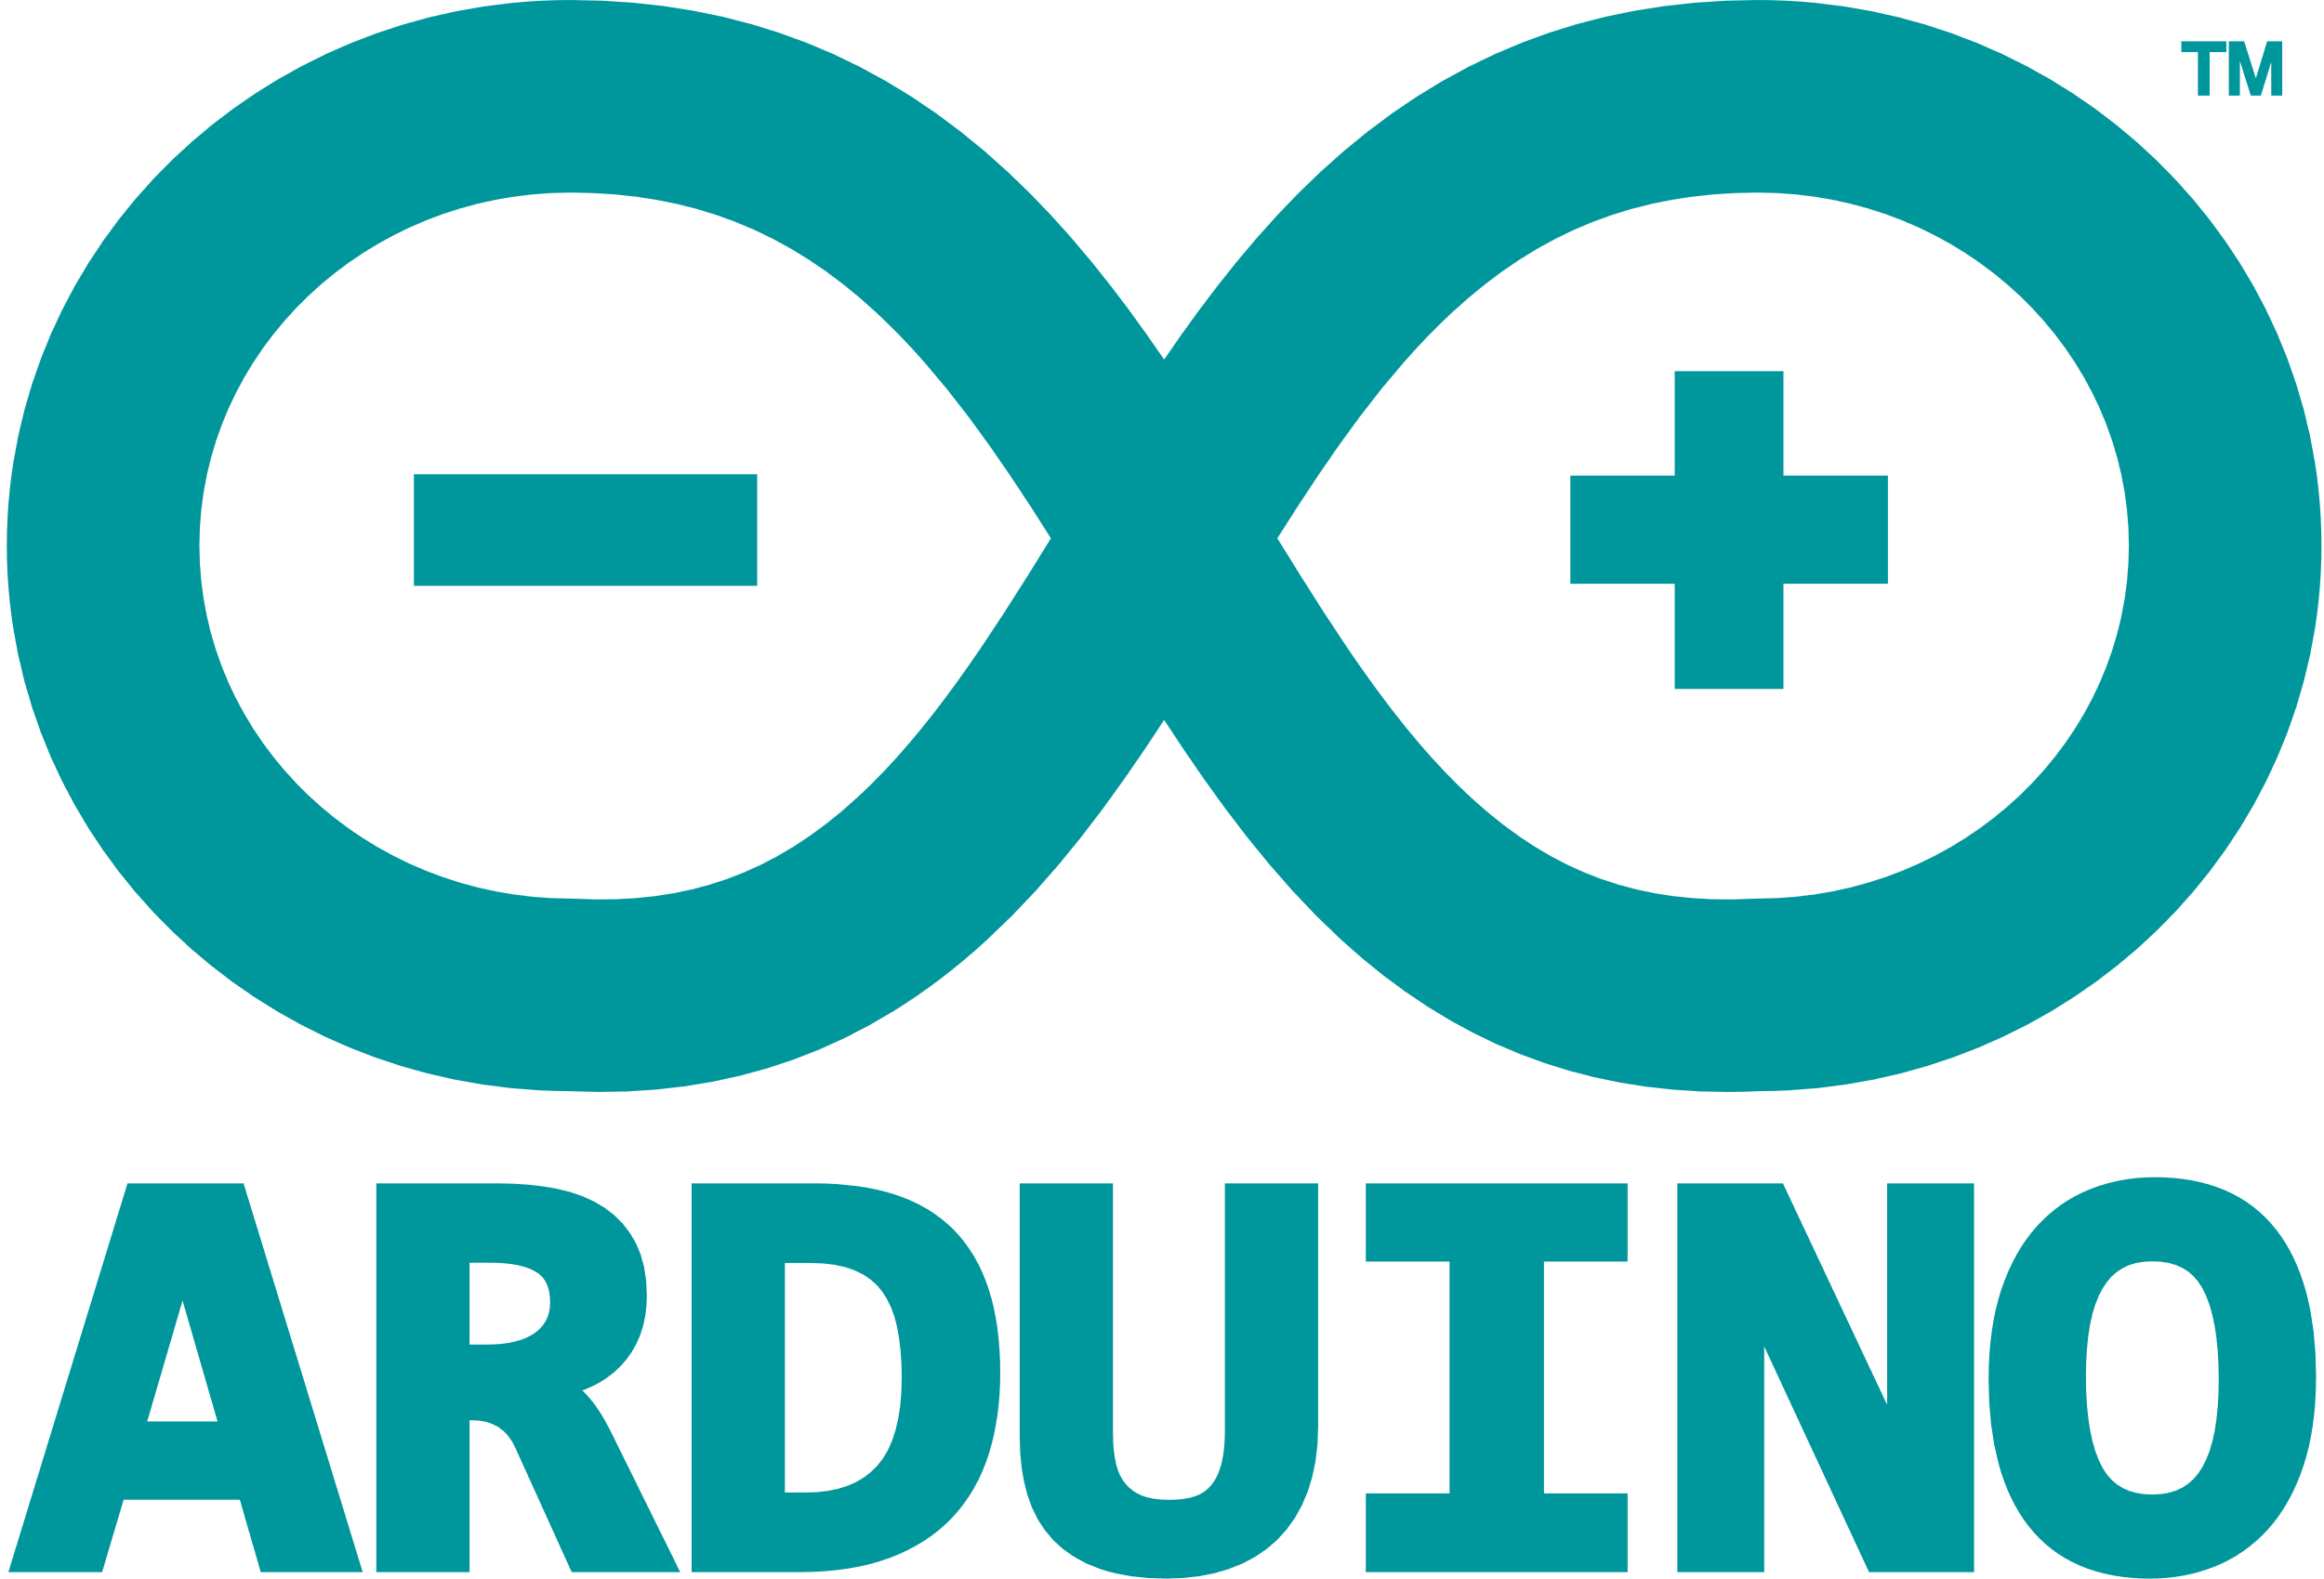 TM
- +
ARDUINO